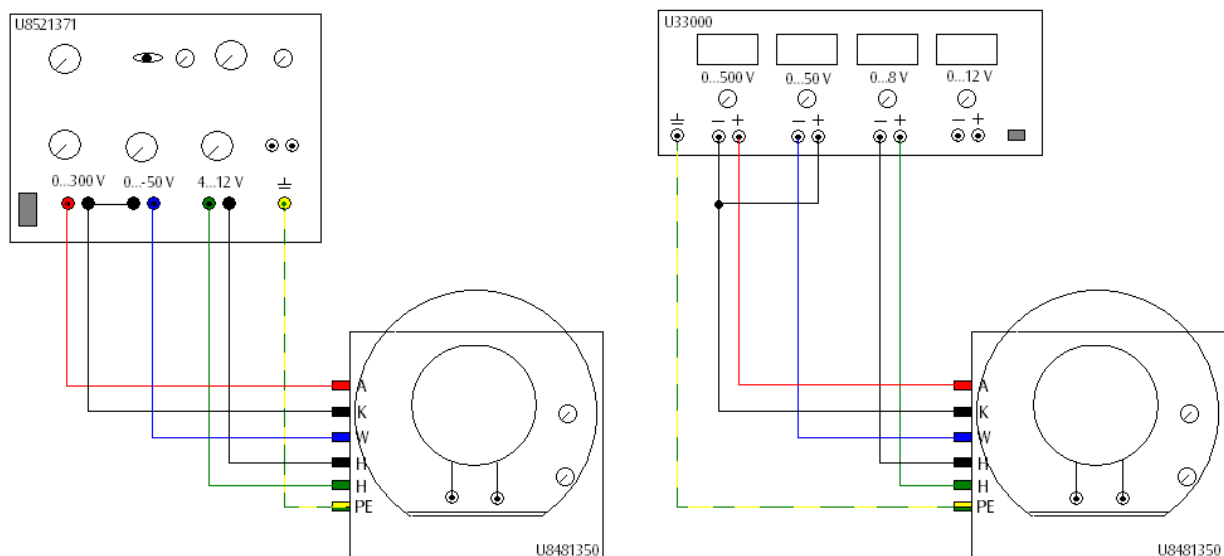 U8521371
0...300 V 0...-50 V 4...12 V
A
K
W
H
H
PE
U8481350
U33000
0...500 V 0...50 V 0...8 V 0...12 V
− + − + − + − +
A
K
W
H
H
PE
U8481350